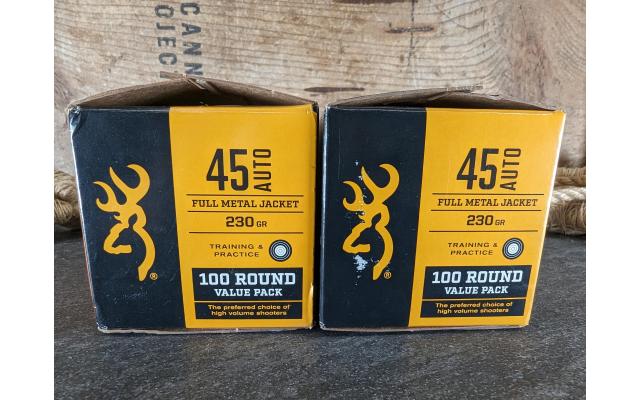 CANN
OJEC
45 AUTO
FULL METAL JACKET
230 GR
TRAINING &
PRACTICE
100 ROUND
VALUE PACK
The preferred choice of
high volume shooters
®
45 AUTO
FULL METAL JACKET
230 GR
TRAINING &
PRACTICE
100 ROUND
VALUE PACK
The preferred choice of
high volume shooters
®